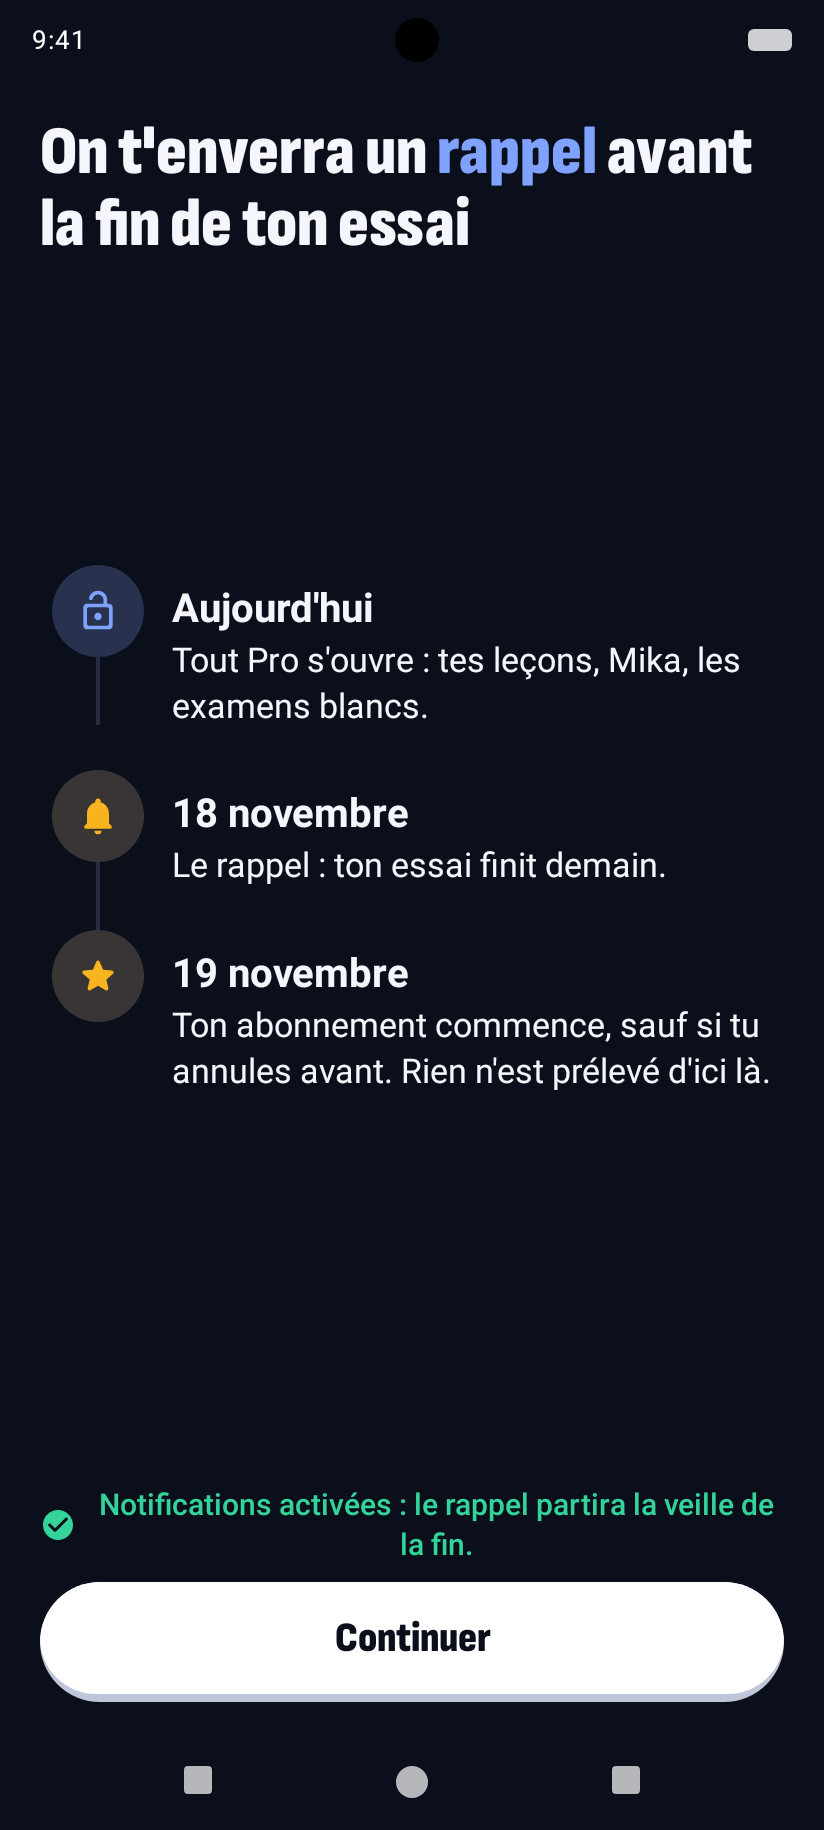 9:41
On t'enverra un rappel avant
la fin de ton essai
Aujourd'hui
Tout Pro s'ouvre : tes leçons, Mika, les
examens blancs.
18 novembre
Le rappel : ton essai finit demain.
19 novembre
Ton abonnement commence, sauf si tu
annules avant. Rien n'est prélevé d'ici là.
Notifications activées : le rappel partira la veille de
la fin.
Continuer